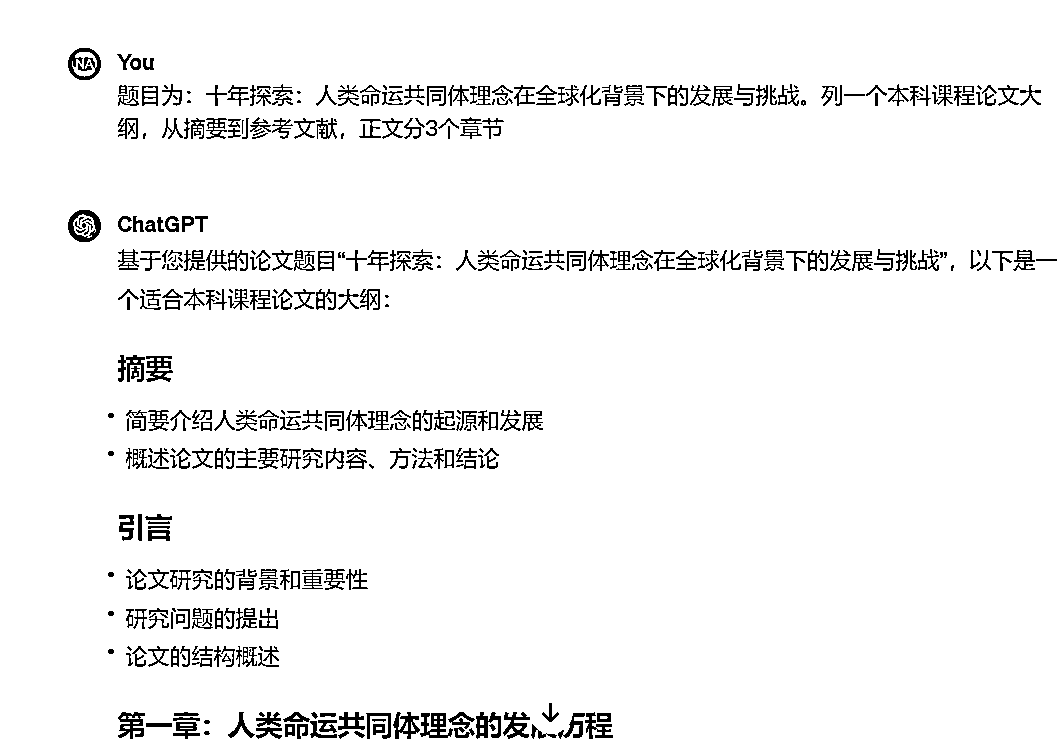 NA
You
题目为：十年探索：人类命运共同体理念在全球化背景下的发展与挑战。列一个本科课程论文大
纲，从摘要到参考文献，正文分3个章节
ChatGPT
基于您提供的论文题目“十年探索：人类命运共同体理念在全球化背景下的发展与挑战”，以下是一
个适合本科课程论文的大纲：
摘要
• 简要介绍人类命运共同体理念的起源和发展
• 概述论文的主要研究内容、方法和结论
引言
• 论文研究的背景和重要性
• 研究问题的提出
• 论文的结构概述
第一章：人类命运共同体理念的发展历程